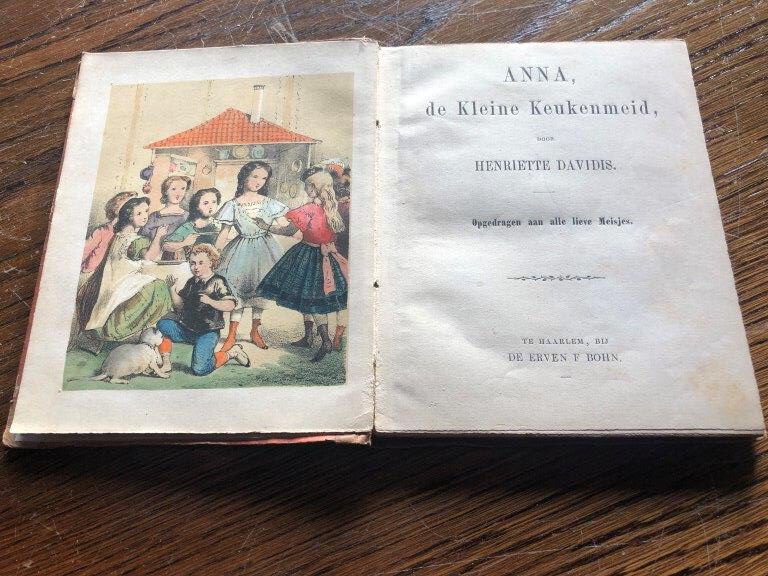 ANNA,
de Kleine Keukenmeid,
DOOR
HENRIETTE DAVIDIS.
Opgedragen aan alle lieve Meisjes.
TE HAARLEM, BIJ
DE ERVEN F BOHN.